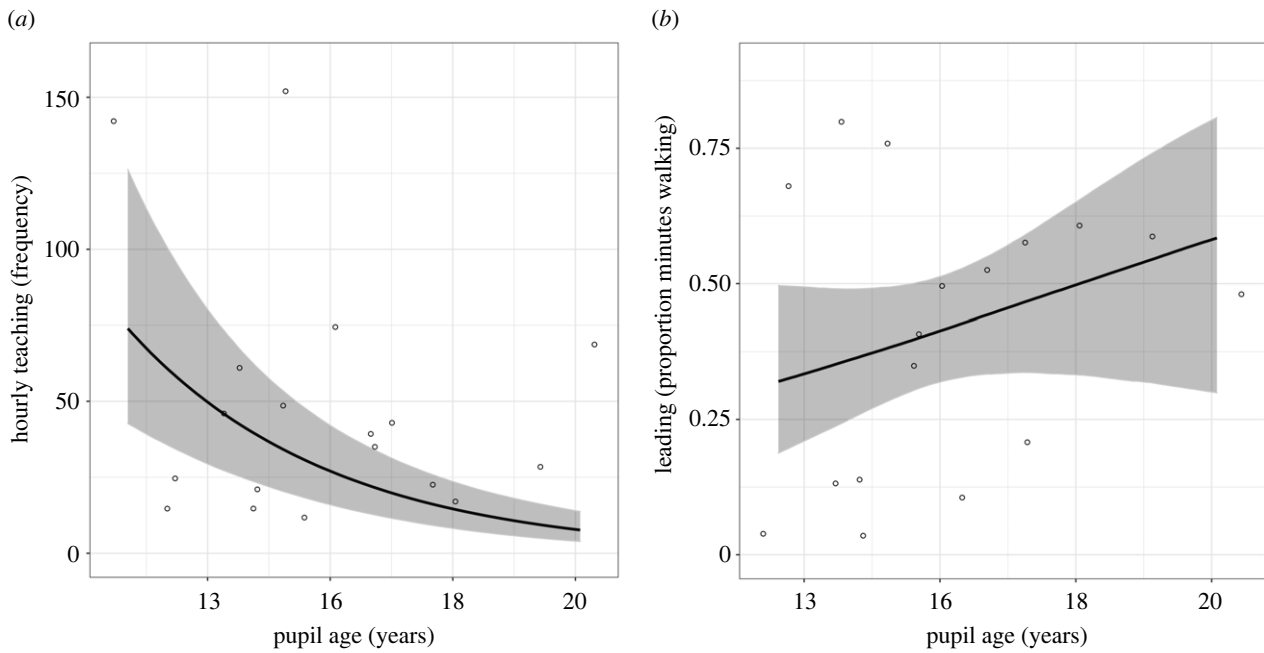 (a)
150
100
50
0
13
16
18
20
pupil age (years)
hourly teaching (frequency)
(b)
0.75
0.50
0.25
0
13
16
18
20
pupil age (years)
leading (proportion minutes walking)